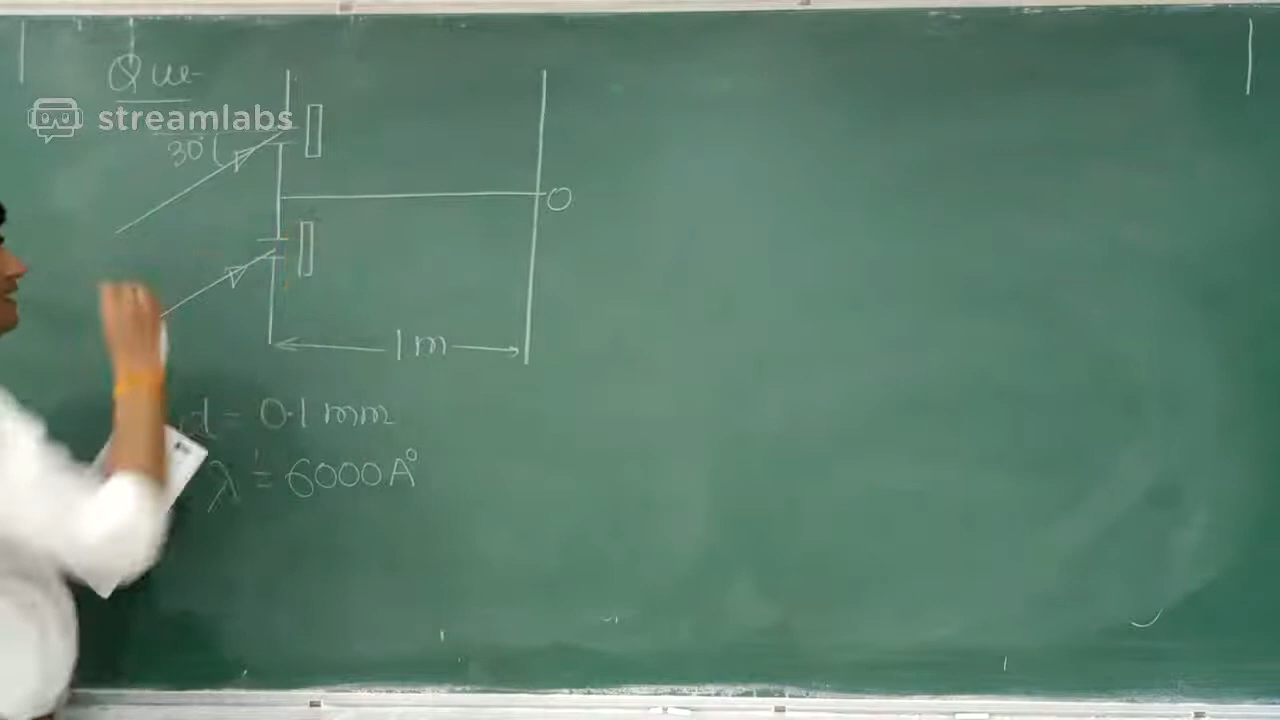 Que-
streamlabs
30°
O
1m
d = 0.1 mm
λ = 6000 A°